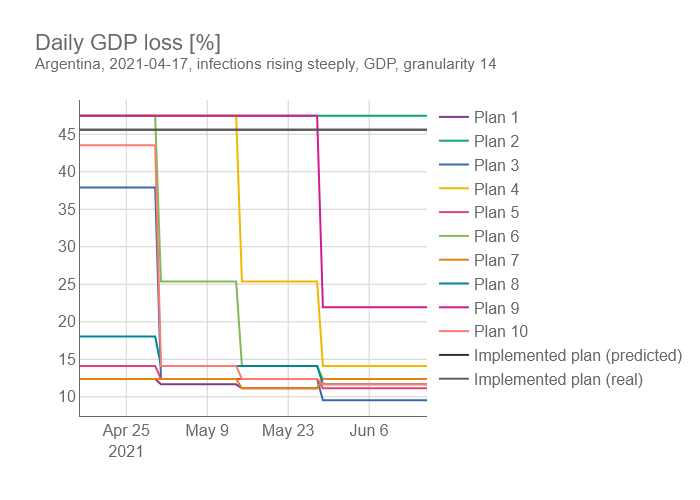 Daily GDP loss [%]
Argentina, 2021-04-17, infections rising steeply, GDP, granularity 14
45
40
35
30
25
20
15
10
Apr 25
2021
May 9
May 23
Jun 6
Plan 1
Plan 2
Plan 3
Plan 4
Plan 5
Plan 6
Plan 7
Plan 8
Plan 9
Plan 10
Implemented plan (predicted)
Implemented plan (real)